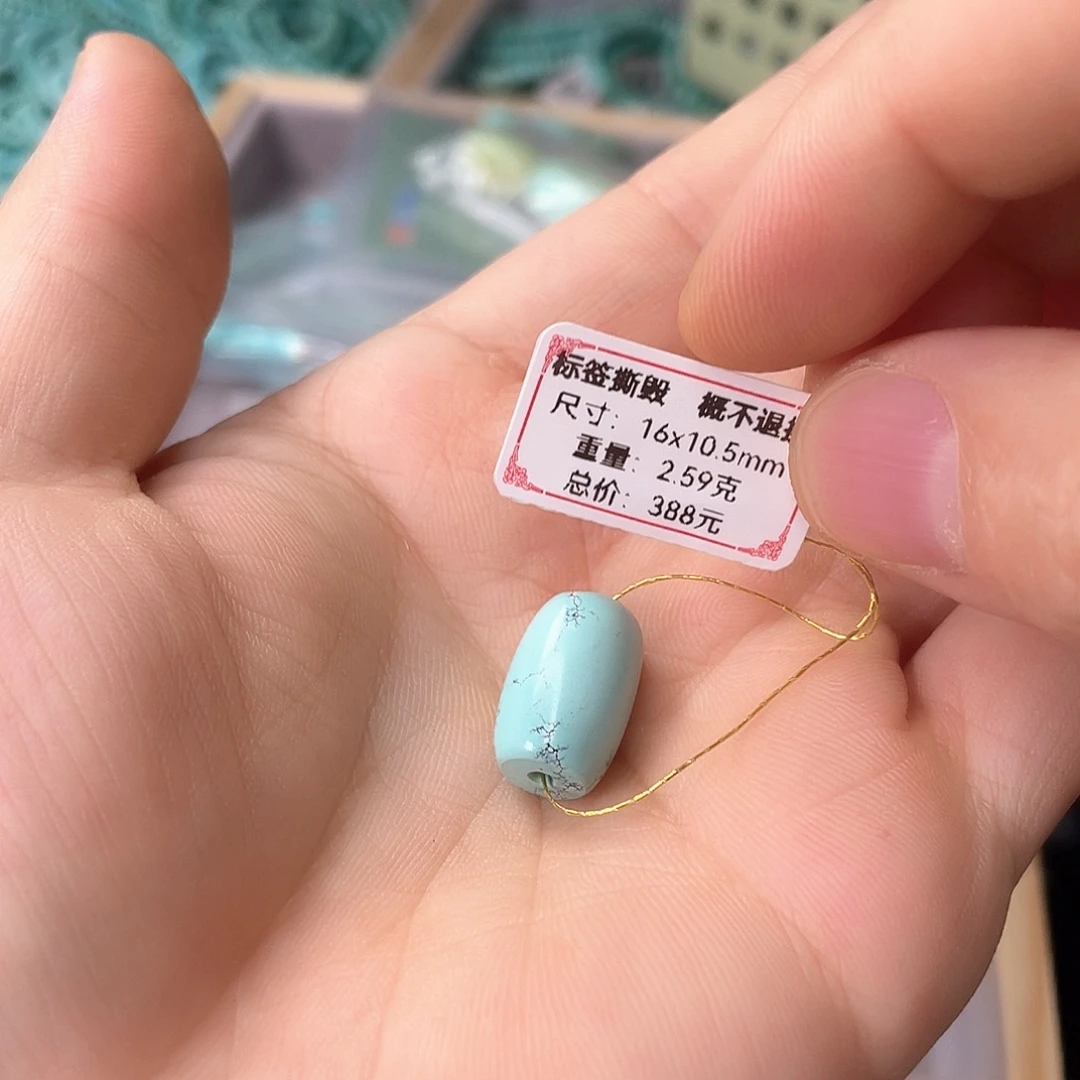 标签撕毁 概不退
尺寸：16x10.5mm
重量：2.59克
总价：388元